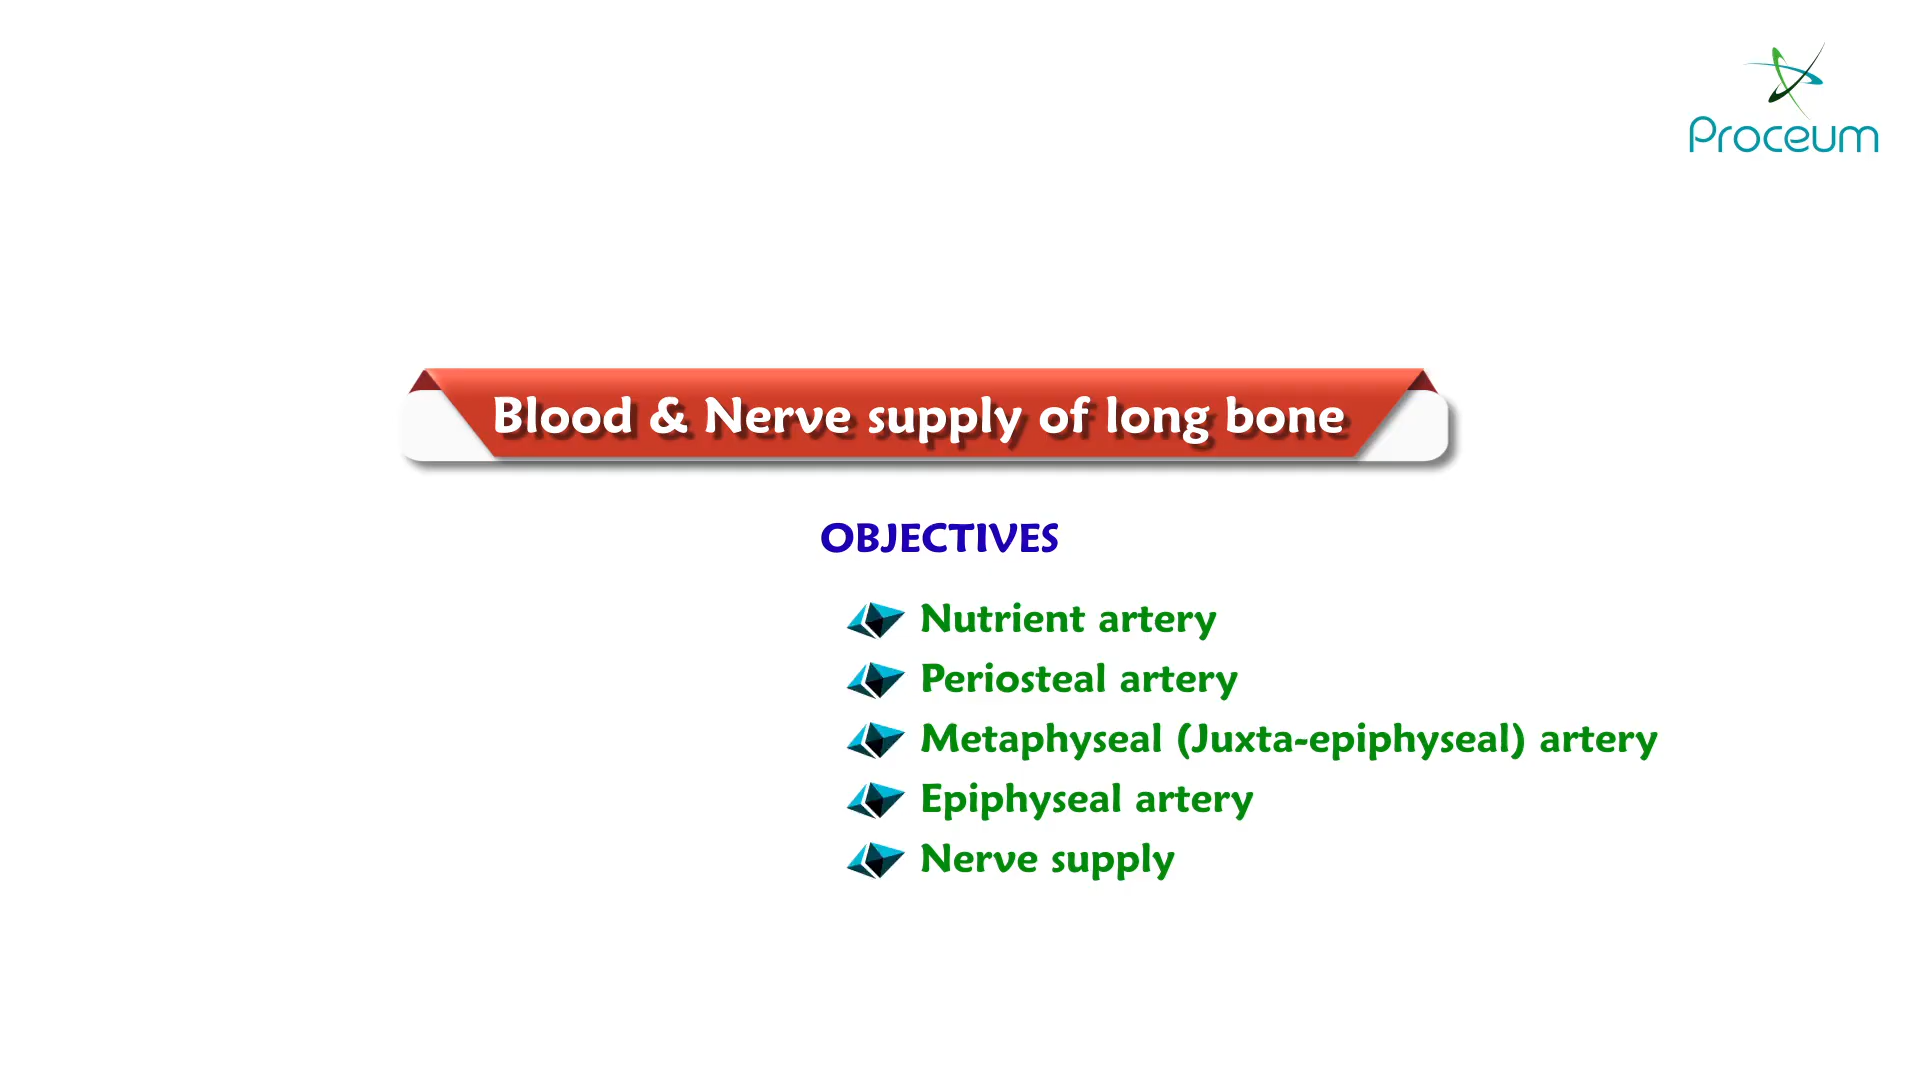 Proceum
Blood & Nerve supply of long bone
OBJECTIVES
Nutrient artery
Periosteal artery
Metaphyseal (Juxta-epiphyseal) artery
Epiphyseal artery
Nerve supply